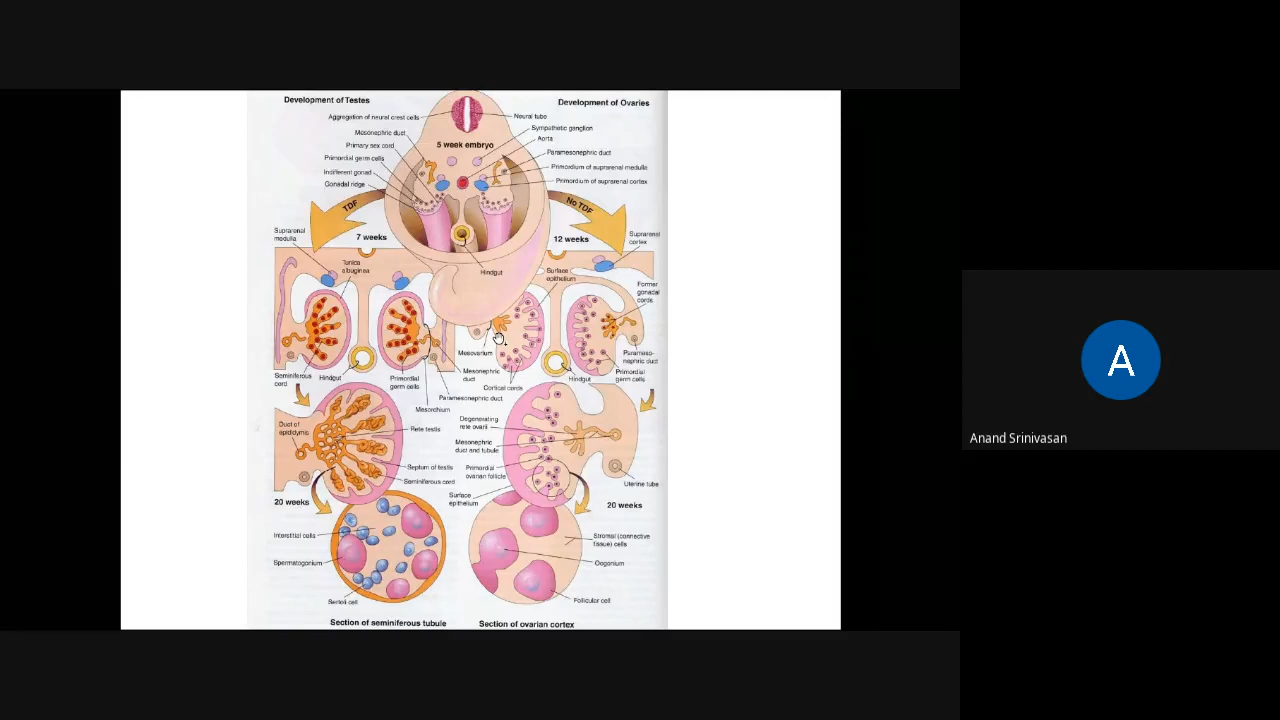 Development of Testes
Development of Ovaries
Aggregation of neural crest cells
Neural tube
Mesonephric duct
Sympathetic ganglion
Primary sex cord
5 week embryo
Aorta
Primordial germ cells
Paramesonephric duct
Indifferent gonad
Primordium of suprarenal medulla
Gonadal ridge
Primordium of suprarenal cortex
TDF
No TDF
Suprarenal
medulla
7 weeks
12 weeks
Suprarenal
cortex
Tunica
albuginea
Hindgut
Surface
epithelium
Former
gonadal
cords
Mesovarium
Parameso-
nephric duct
Seminiferous
cord
Hindgut
Primordial
germ cells
Mesonephric
duct
Cortical cords
Hindgut
Primordial
germ cells
Paramesonephric duct
Mesorchium
Duct of
epididymis
Rete testis
Degenerating
rete ovarii
Mesonephric
duct and tubule
Septum of testis
Primordial
ovarian follicle
Seminiferous cord
Uterine tube
20 weeks
Surface
epithelium
20 weeks
Interstitial cells
Stromal (connective
tissue) cells
Spermatogonium
Oogonium
Sertoli cell
Follicular cell
Section of seminiferous tubule
Section of ovarian cortex
A
Anand Srinivasan